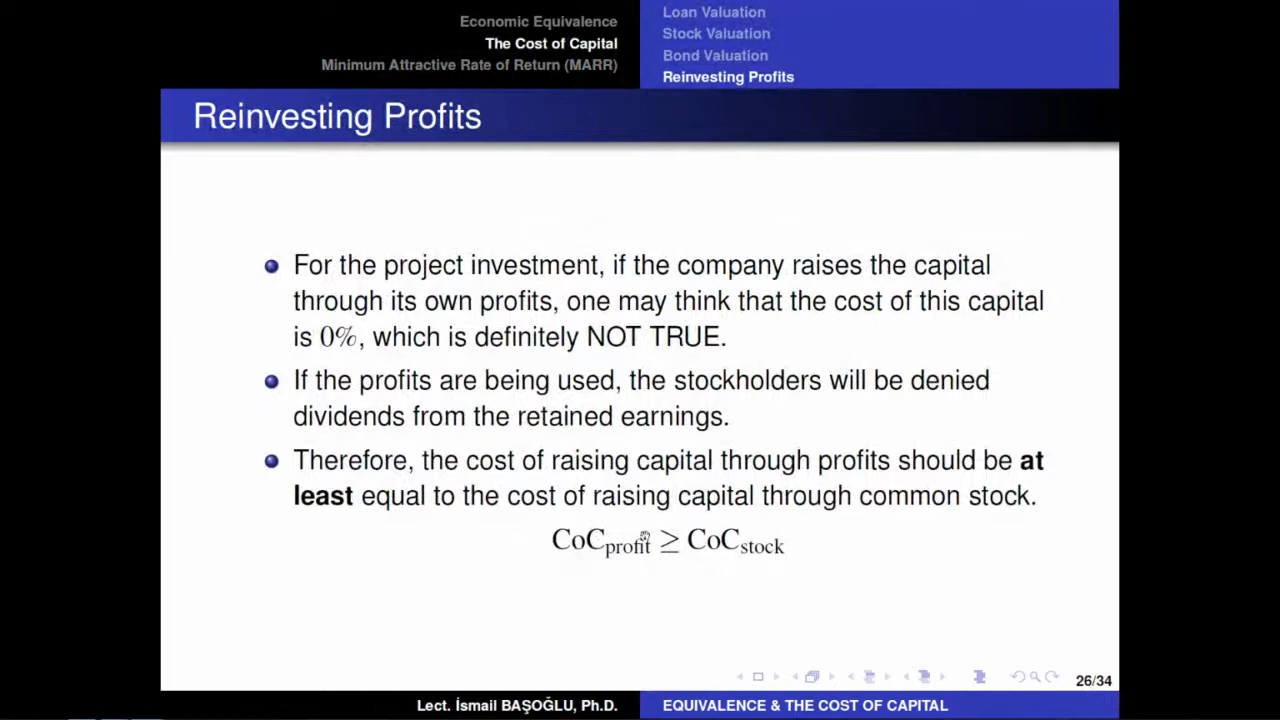 Economic Equivalence
The Cost of Capital
Minimum Attractive Rate of Return (MARR)
Loan Valuation
Stock Valuation
Bond Valuation
Reinvesting Profits
Reinvesting Profits
For the project investment, if the company raises the capital
through its own profits, one may think that the cost of this capital
is 0%, which is definitely NOT TRUE.
If the profits are being used, the stockholders will be denied
dividends from the retained earnings.
Therefore, the cost of raising capital through profits should be at
least equal to the cost of raising capital through common stock.
CoCprofit ≥ CoCstock
26/34
Lect. İsmail BAŞOĞLU, Ph.D.
EQUIVALENCE & THE COST OF CAPITAL